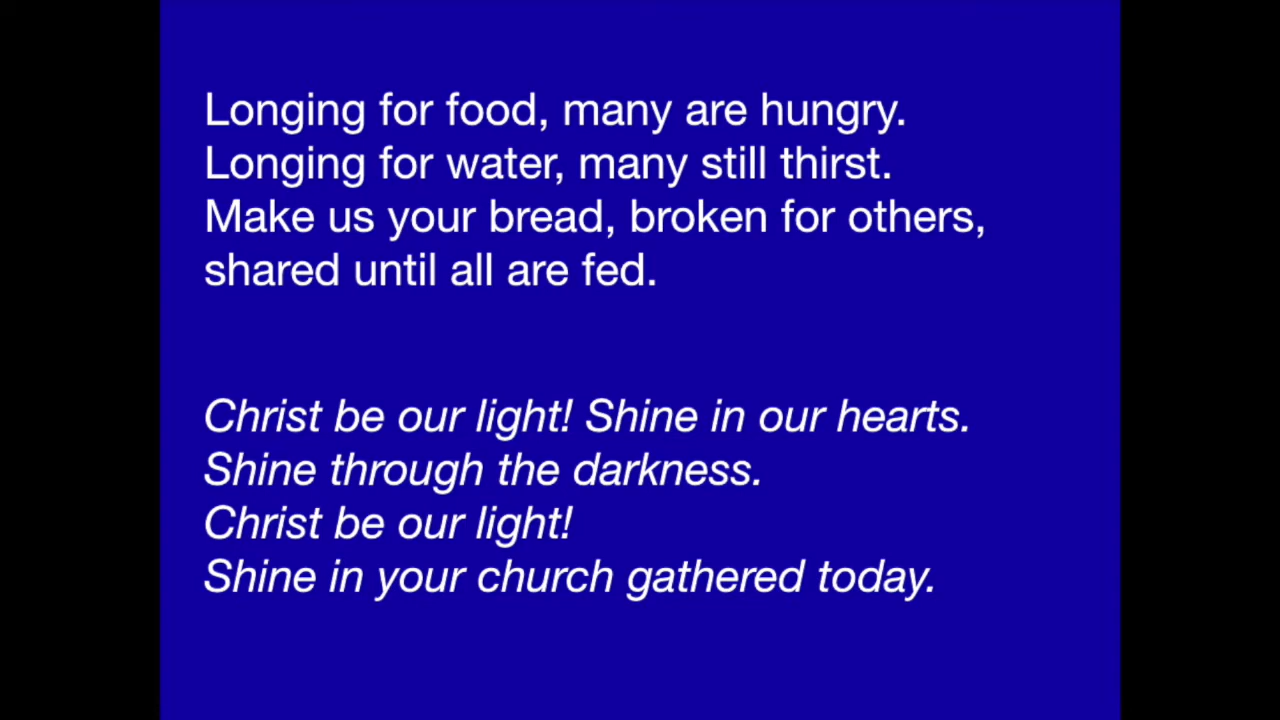 Longing for food, many are hungry.
Longing for water, many still thirst.
Make us your bread, broken for others,
shared until all are fed.
Christ be our light! Shine in our hearts.
Shine through the darkness.
Christ be our light!
Shine in your church gathered today.